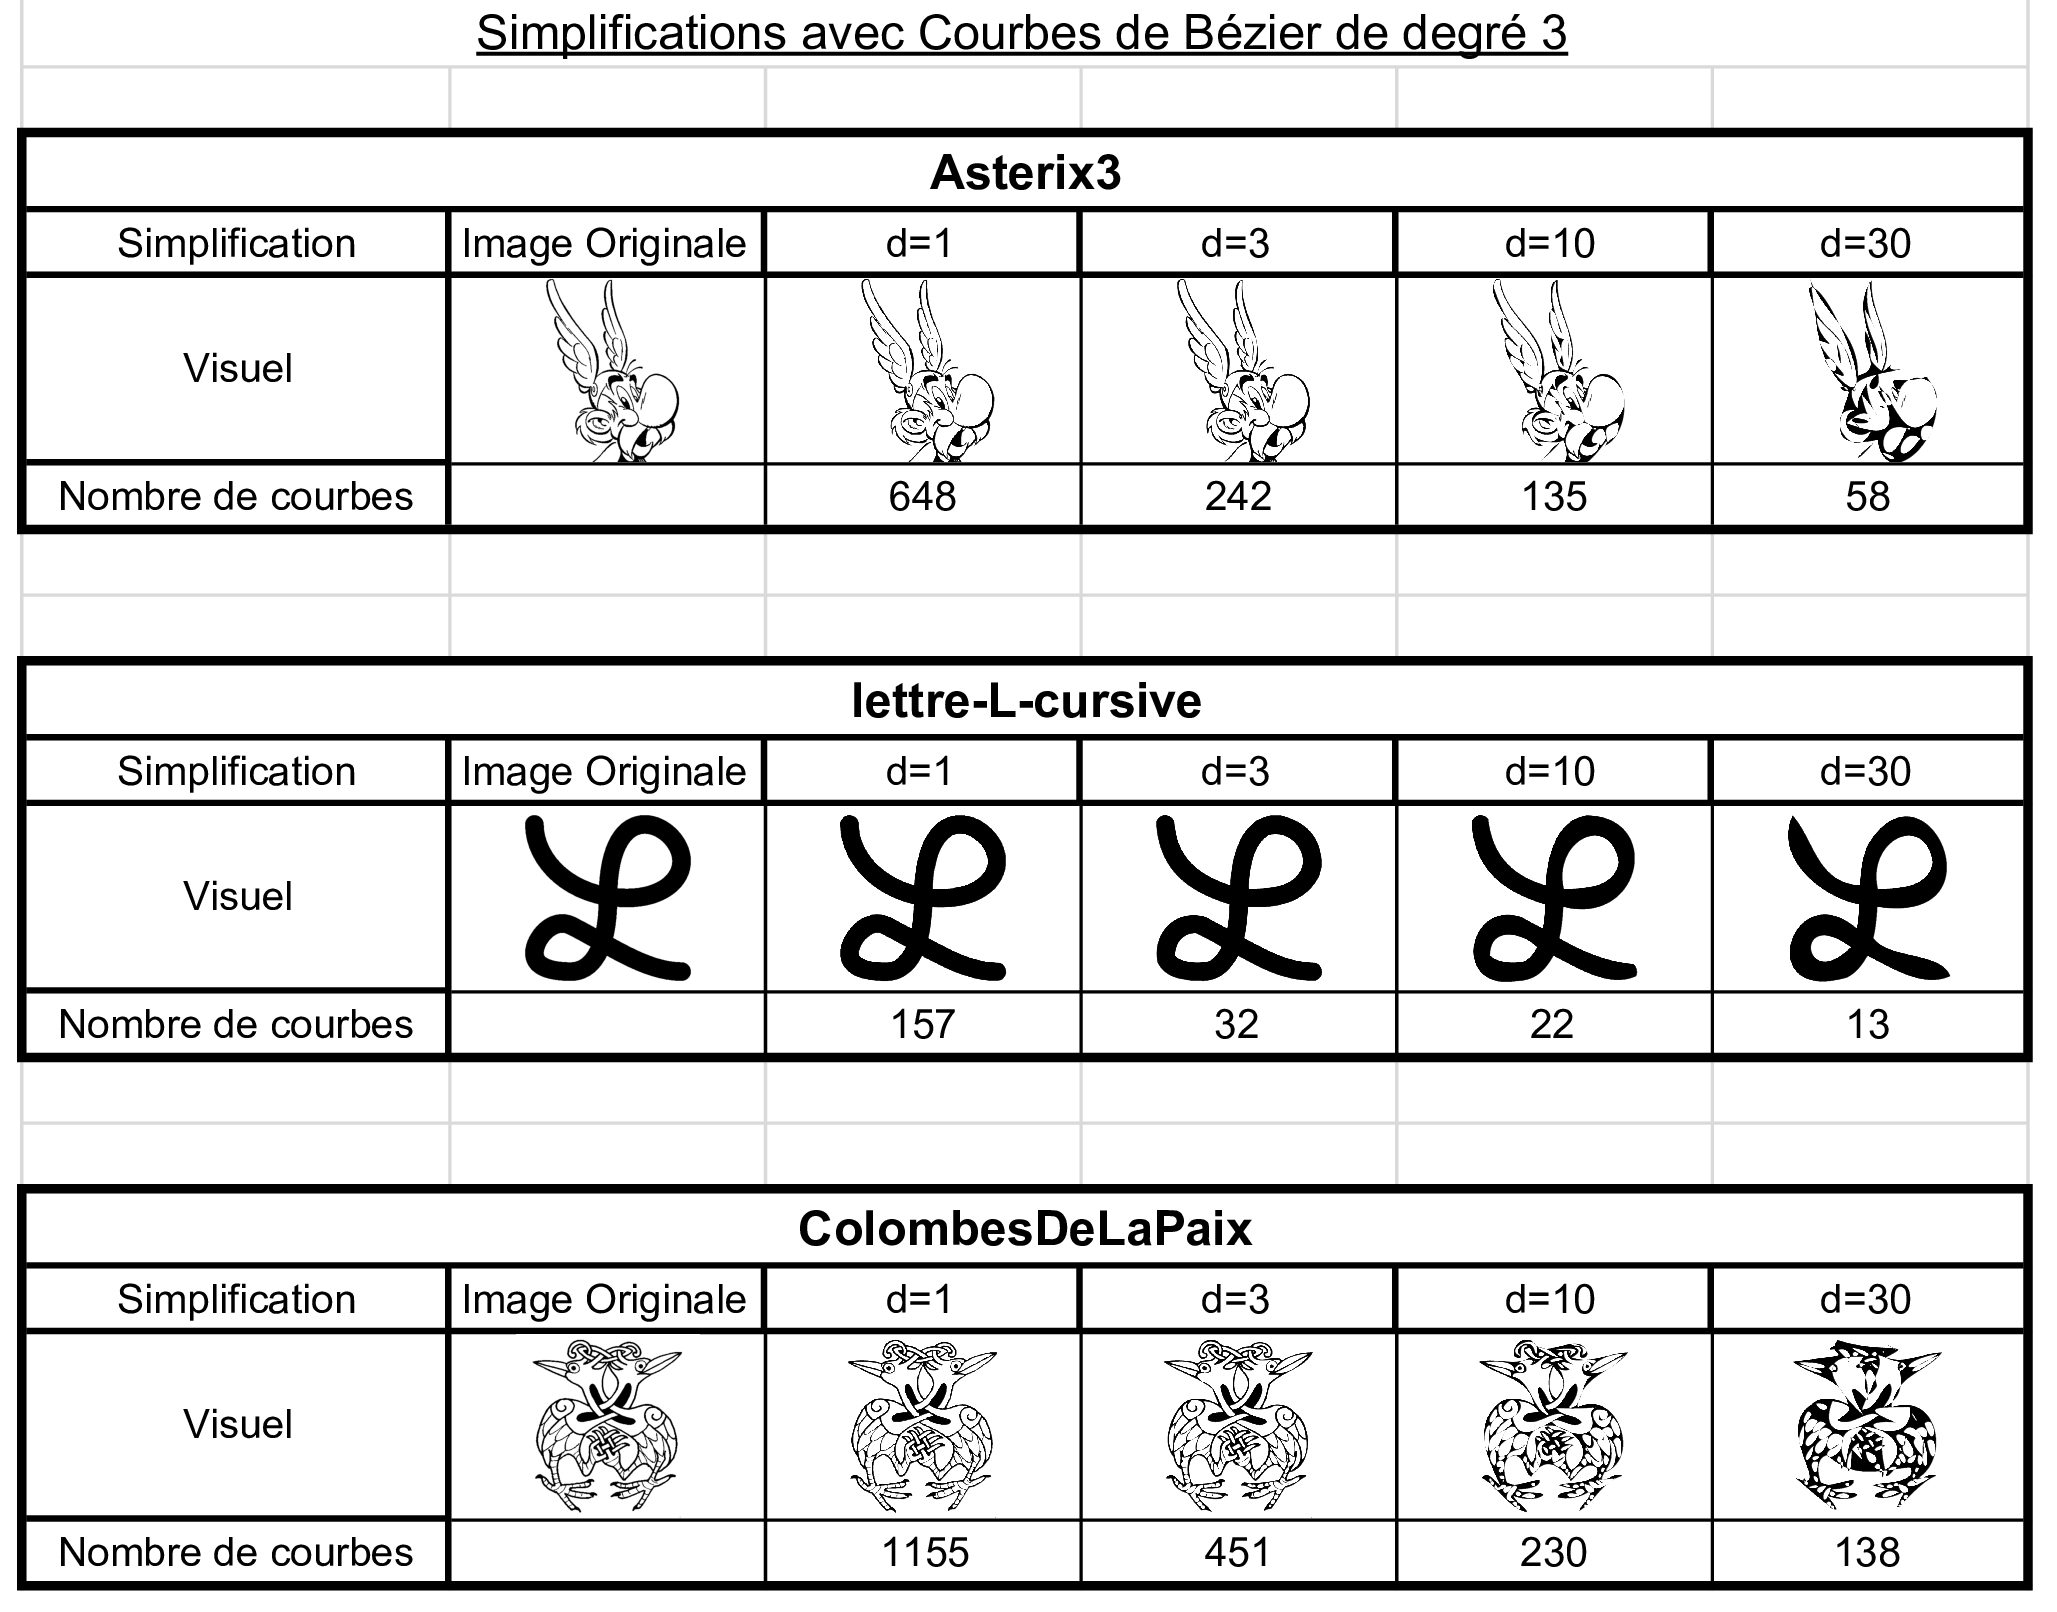 Simplifications avec Courbes de Bézier de degré 3
Asterix3
Simplification Image Originale d=1 d=3 d=10 d=30
Visuel
Nombre de courbes 648 242 135 58
lettre-L-cursive
Simplification Image Originale d=1 d=3 d=10 d=30
Visuel
Nombre de courbes 157 32 22 13
ColombesDeLaPaix
Simplification Image Originale d=1 d=3 d=10 d=30
Visuel
Nombre de courbes 1155 451 230 138